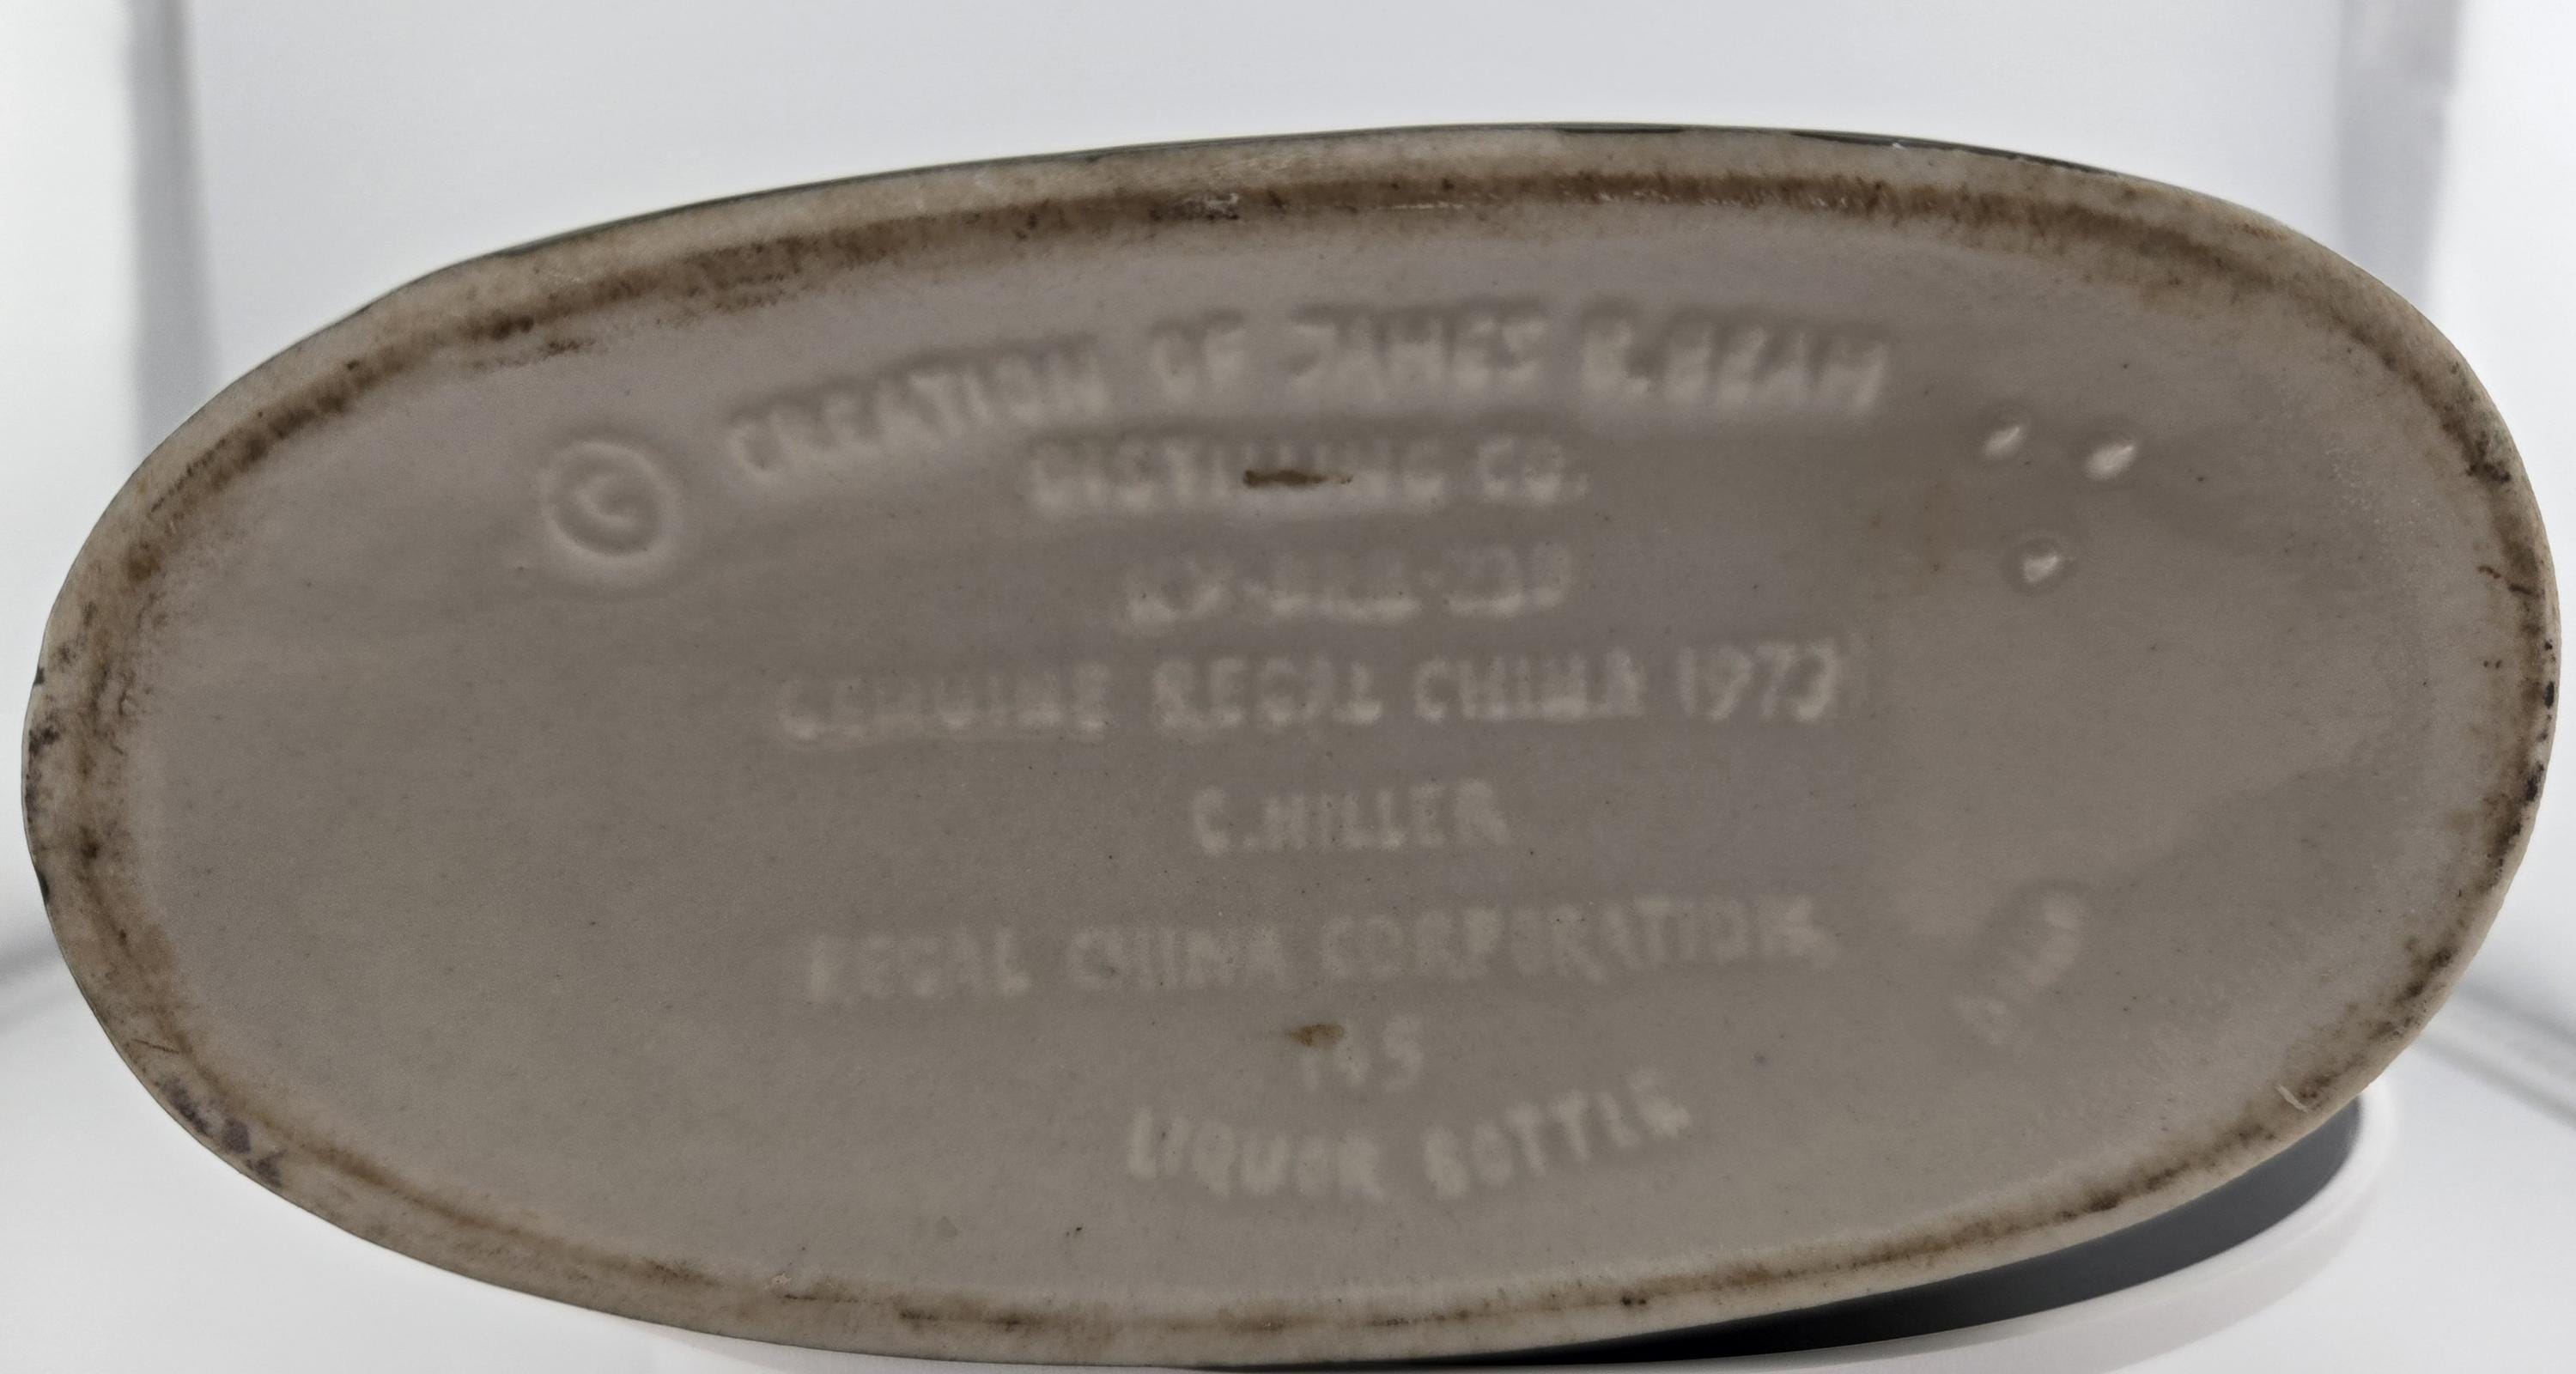 © CREATION OF JAMES B. BEAM
DISTILLING CO.
GENUINE REGAL CHINA 1973
C. MILLER
REGAL CHINA CORPORATION
LIQUOR BOTTLE